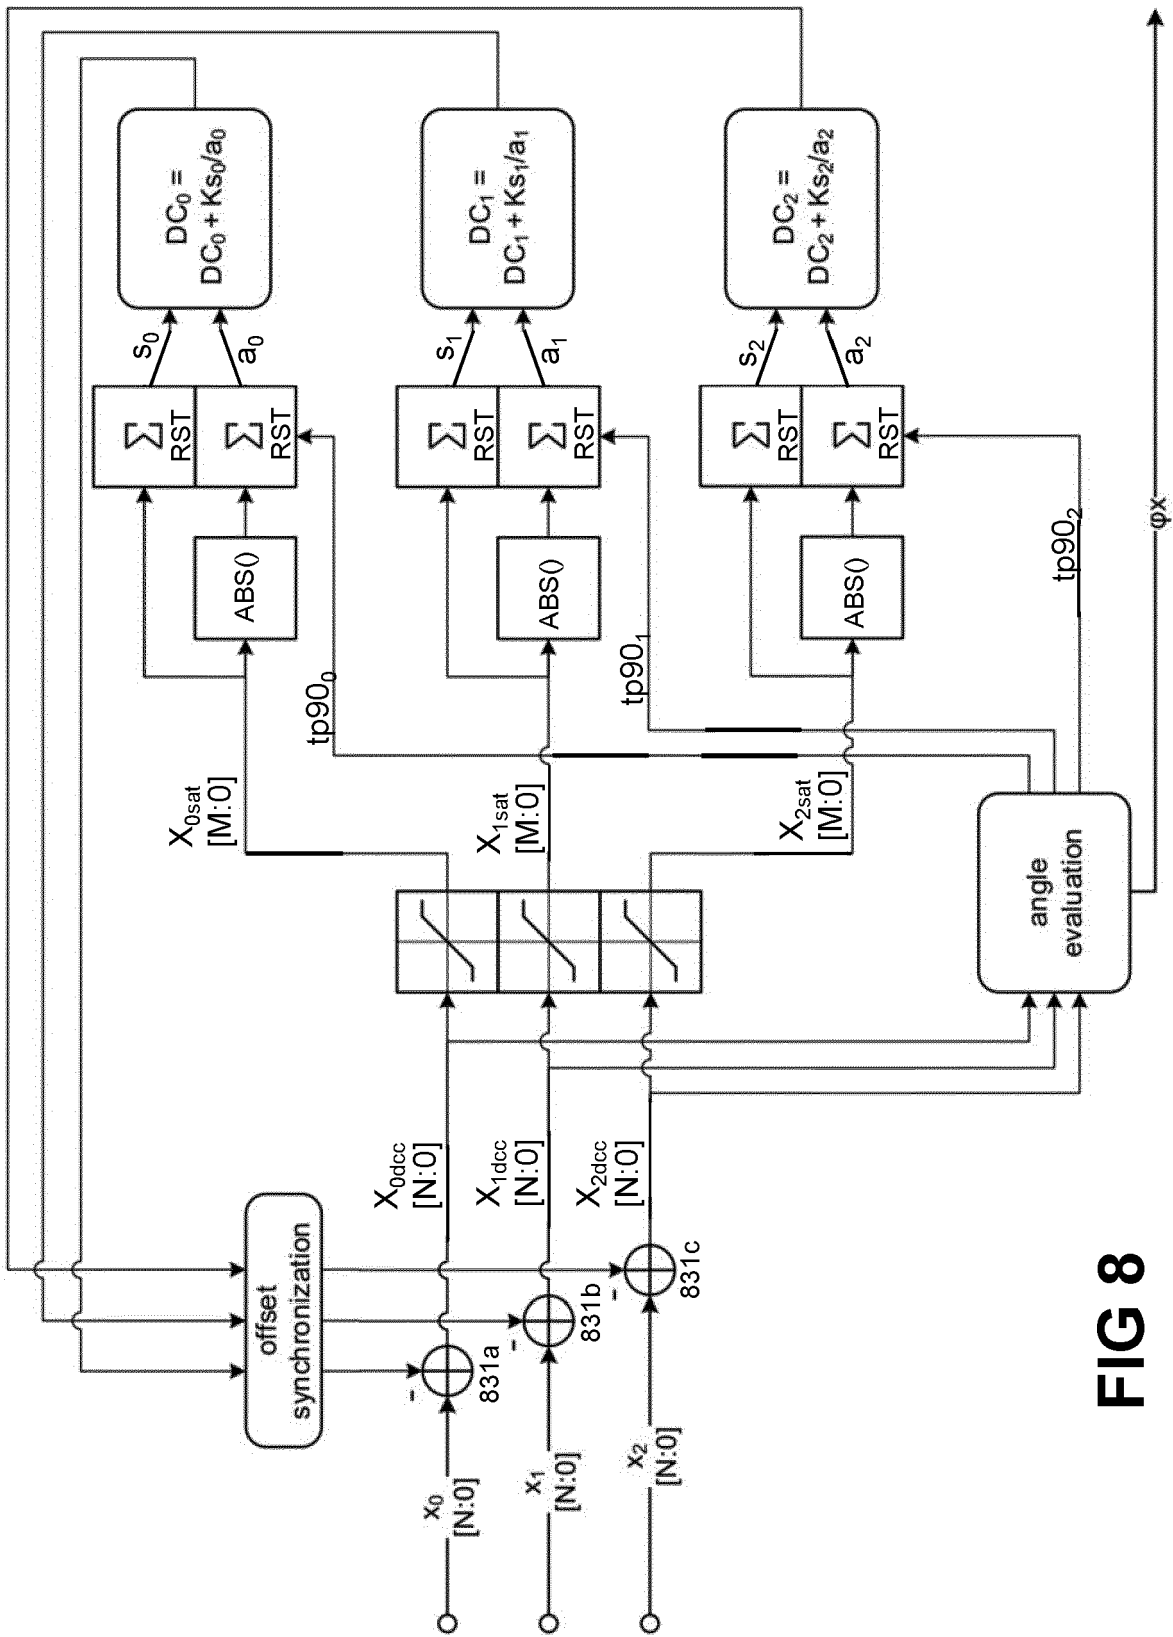 DC₀ =
DC₀ + Ks₀/a₀
DC₁ =
DC₁ + Ks₁/a₁
DC₂ =
DC₂ + Ks₂/a₂
s₀
a₀
s₁
a₁
s₂
a₂
Σ
RST
Σ
RST
Σ
RST
Σ
RST
Σ
RST
Σ
RST
ABS()
ABS()
ABS()
tp90₀
tp90₁
tp90₂
φx
X₀sat
[M:0]
X₁sat
[M:0]
X₂sat
[M:0]
angle
evaluation
X₀dcc
[N:0]
X₁dcc
[N:0]
X₂dcc
[N:0]
offset
synchronization
-
831a
-
831b
-
831c
x₀
[N:0]
x₁
[N:0]
x₂
[N:0]
FIG 8